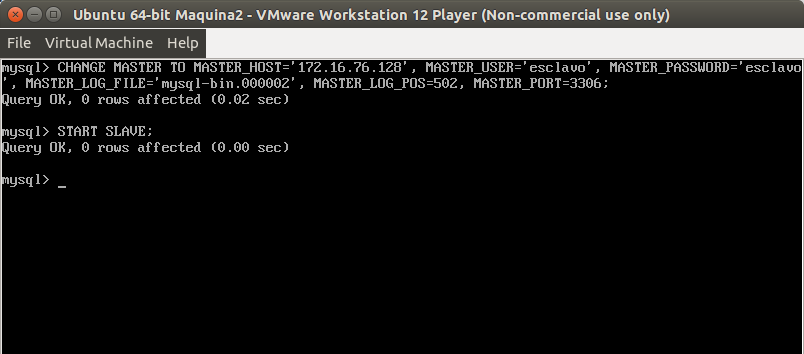 Ubuntu 64-bit Maquina2 - VMware Workstation 12 Player (Non-commercial use only)
File Virtual Machine Help
mysql> CHANGE MASTER TO MASTER_HOST='172.16.76.128', MASTER_USER='esclavo', MASTER_PASSWORD='esclavo
', MASTER_LOG_FILE='mysql-bin.000002', MASTER_LOG_POS=502, MASTER_PORT=3306;
Query OK, 0 rows affected (0.02 sec)
mysql> START SLAVE;
Query OK, 0 rows affected (0.00 sec)
mysql> _